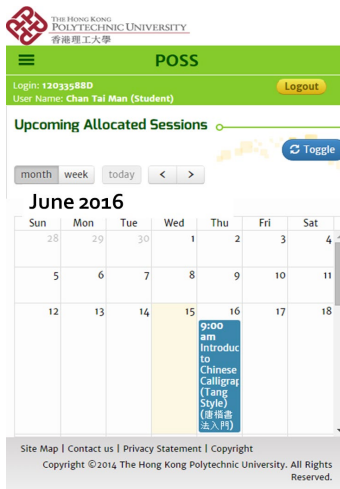 THE HONG KONG
POLYTECHNIC UNIVERSITY
香港理工大學
POSS
Login: 12033588D
Logout
User Name: Chan Tai Man (Student)
Upcoming Allocated Sessions
Toggle
month week today < >
June 2016
Sun Mon Tue Wed Thu Fri Sat
28 29 30 1 2 3 4
5 6 7 8 9 10 11
12 13 14 15 16 17 18
9:00
am
Introduc
to
Chinese
Calligrap
(Tang
Style)
(唐楷書
法入門)
Site Map | Contact us | Privacy Statement | Copyright
Copyright ©2014 The Hong Kong Polytechnic University. All Rights
Reserved.